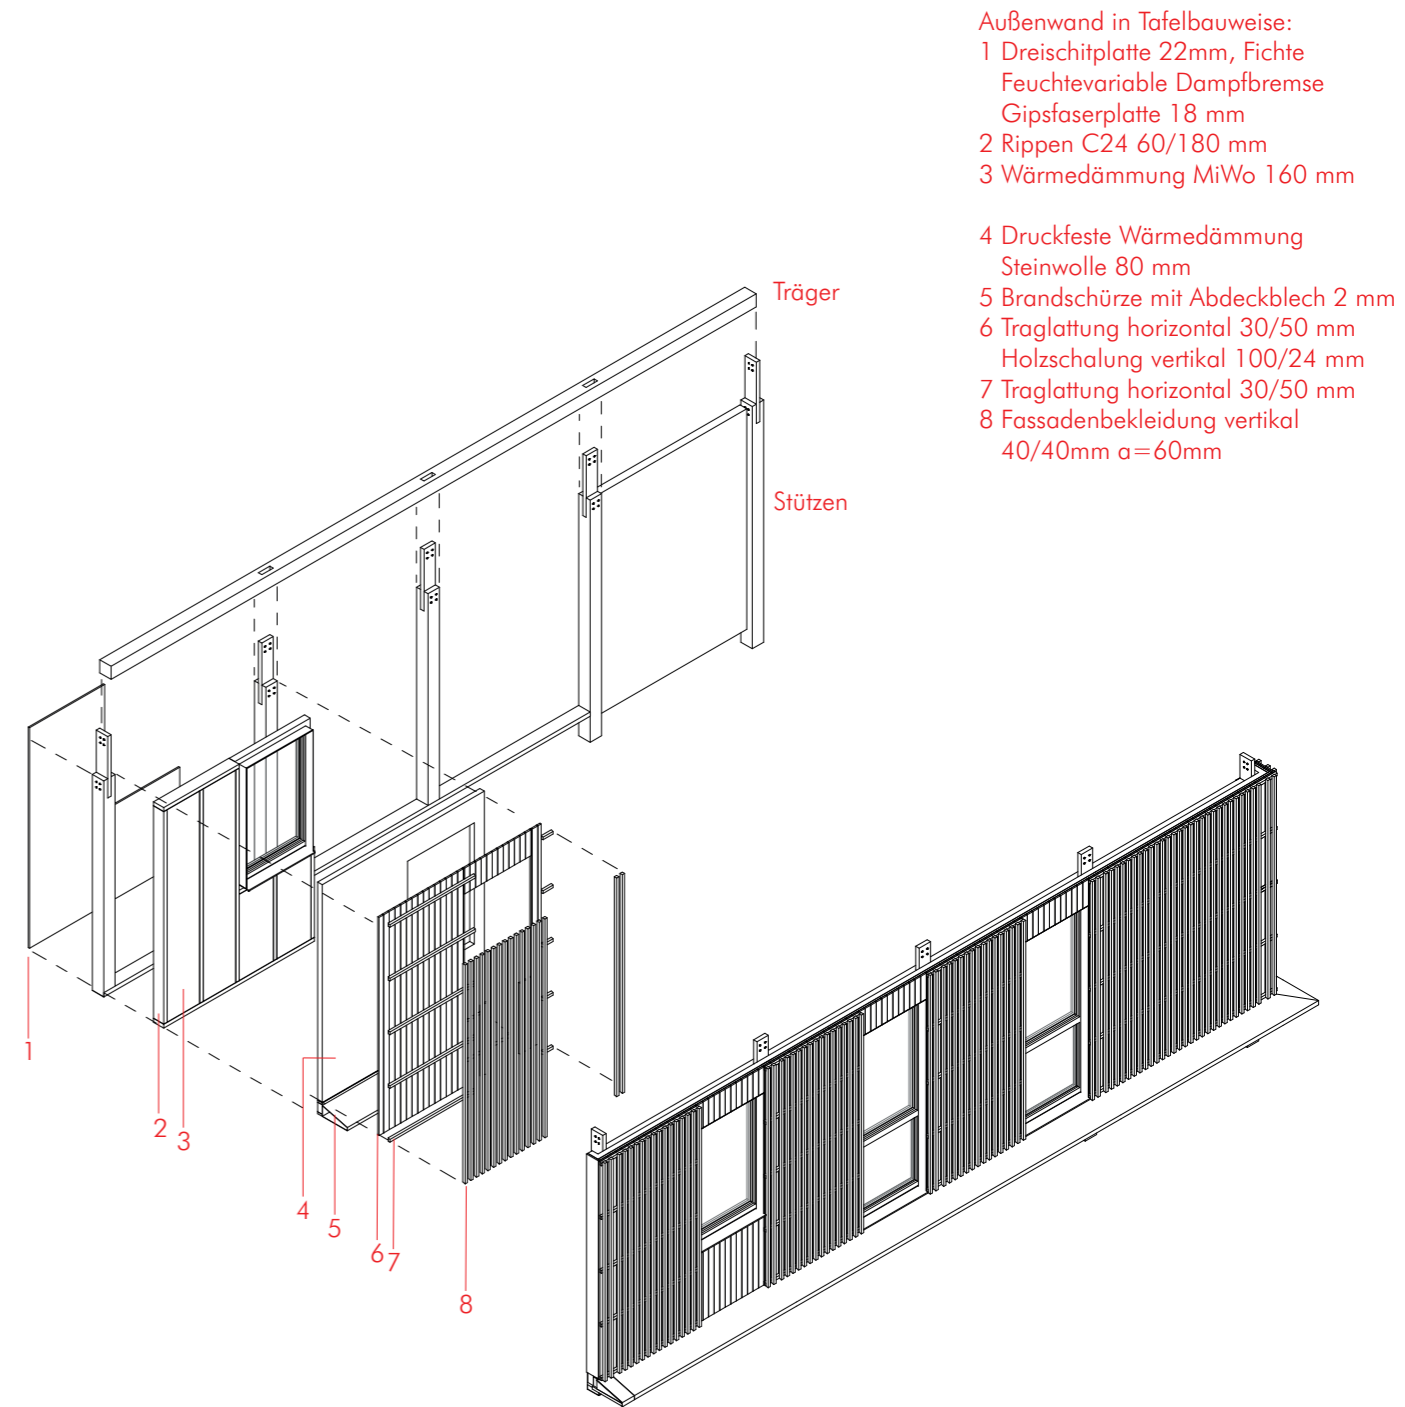 Außenwand in Tafelbauweise:
1 Dreischitplatte 22mm, Fichte
Feuchtevariable Dampfbremse
Gipsfaserplatte 18 mm
2 Rippen C24 60/180 mm
3 Wärmedämmung MiWo 160 mm
4 Druckfeste Wärmedämmung
Steinwolle 80 mm
5 Brandschürze mit Abdeckblech 2 mm
6 Traglattung horizontal 30/50 mm
Holzschalung vertikal 100/24 mm
7 Traglattung horizontal 30/50 mm
8 Fassadenbekleidung vertikal
40/40mm a=60mm
Träger
Stützen
1
2
3
4
5
6
7
8